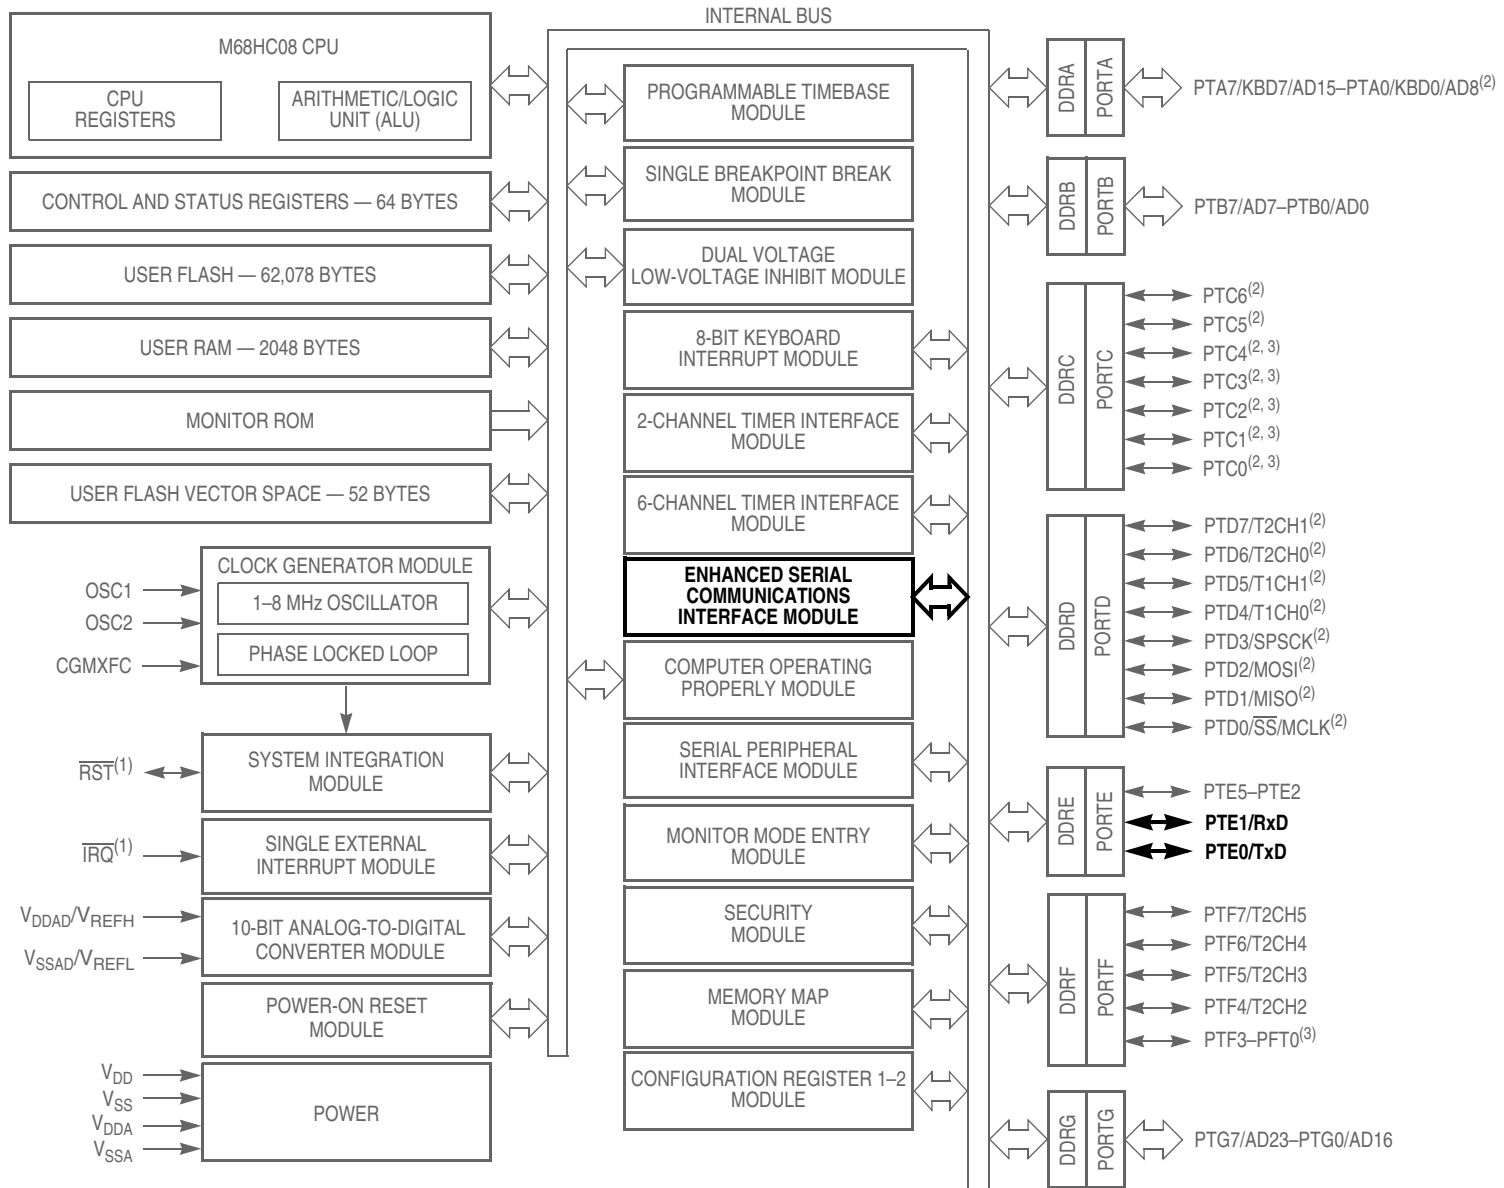 INTERNAL BUS
M68HC08 CPU
CPU
REGISTERS
ARITHMETIC/LOGIC
UNIT (ALU)
CONTROL AND STATUS REGISTERS — 64 BYTES
USER FLASH — 62,078 BYTES
USER RAM — 2048 BYTES
MONITOR ROM
USER FLASH VECTOR SPACE — 52 BYTES
CLOCK GENERATOR MODULE
1–8 MHz OSCILLATOR
PHASE LOCKED LOOP
OSC1
OSC2
CGMXFC
SYSTEM INTEGRATION
MODULE
RST(1)
SINGLE EXTERNAL
INTERRUPT MODULE
IRQ(1)
10-BIT ANALOG-TO-DIGITAL
CONVERTER MODULE
VDDAD/VREFH
VSSAD/VREFL
POWER-ON RESET
MODULE
POWER
VDD
VSS
VDDA
VSSA
PROGRAMMABLE TIMEBASE
MODULE
SINGLE BREAKPOINT BREAK
MODULE
DUAL VOLTAGE
LOW-VOLTAGE INHIBIT MODULE
8-BIT KEYBOARD
INTERRUPT MODULE
2-CHANNEL TIMER INTERFACE
MODULE
6-CHANNEL TIMER INTERFACE
MODULE
ENHANCED SERIAL
COMMUNICATIONS
INTERFACE MODULE
COMPUTER OPERATING
PROPERLY MODULE
SERIAL PERIPHERAL
INTERFACE MODULE
MONITOR MODE ENTRY
MODULE
SECURITY
MODULE
MEMORY MAP
MODULE
CONFIGURATION REGISTER 1–2
MODULE
DDRA
PORTA
PTA7/KBD7/AD15–PTA0/KBD0/AD8(2)
DDRB
PORTB
PTB7/AD7–PTB0/AD0
DDRC
PORTC
PTC6(2)
PTC5(2)
PTC4(2, 3)
PTC3(2, 3)
PTC2(2, 3)
PTC1(2, 3)
PTC0(2, 3)
DDRD
PORTD
PTD7/T2CH1(2)
PTD6/T2CH0(2)
PTD5/T1CH1(2)
PTD4/T1CH0(2)
PTD3/SPSCK(2)
PTD2/MOSI(2)
PTD1/MISO(2)
PTD0/SS/MCLK(2)
DDRE
PORTE
PTE5–PTE2
PTE1/RxD
PTE0/TxD
DDRF
PORTF
PTF7/T2CH5
PTF6/T2CH4
PTF5/T2CH3
PTF4/T2CH2
PTF3–PFT0(3)
DDRG
PORTG
PTG7/AD23–PTG0/AD16